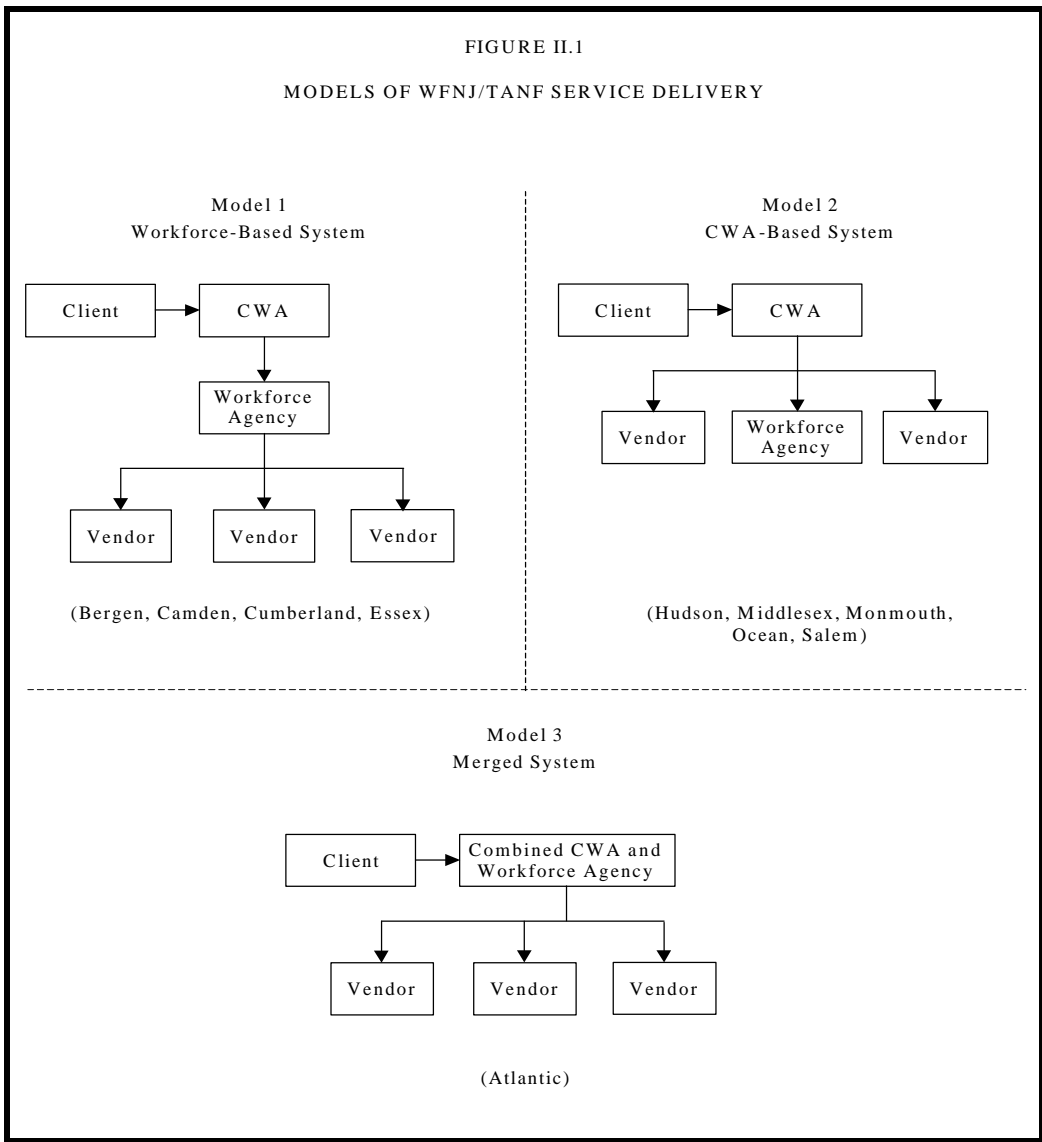 FIGURE II.1
MODELS OF WFNJ/TANF SERVICE DELIVERY
Model 1
Workforce-Based System
Client
CWA
Workforce
Agency
Vendor
Vendor
Vendor
(Bergen, Camden, Cumberland, Essex)
Model 2
CWA-Based System
Client
CWA
Vendor
Workforce
Agency
Vendor
(Hudson, Middlesex, Monmouth,
Ocean, Salem)
Model 3
Merged System
Client
Combined CWA and
Workforce Agency
Vendor
Vendor
Vendor
(Atlantic)